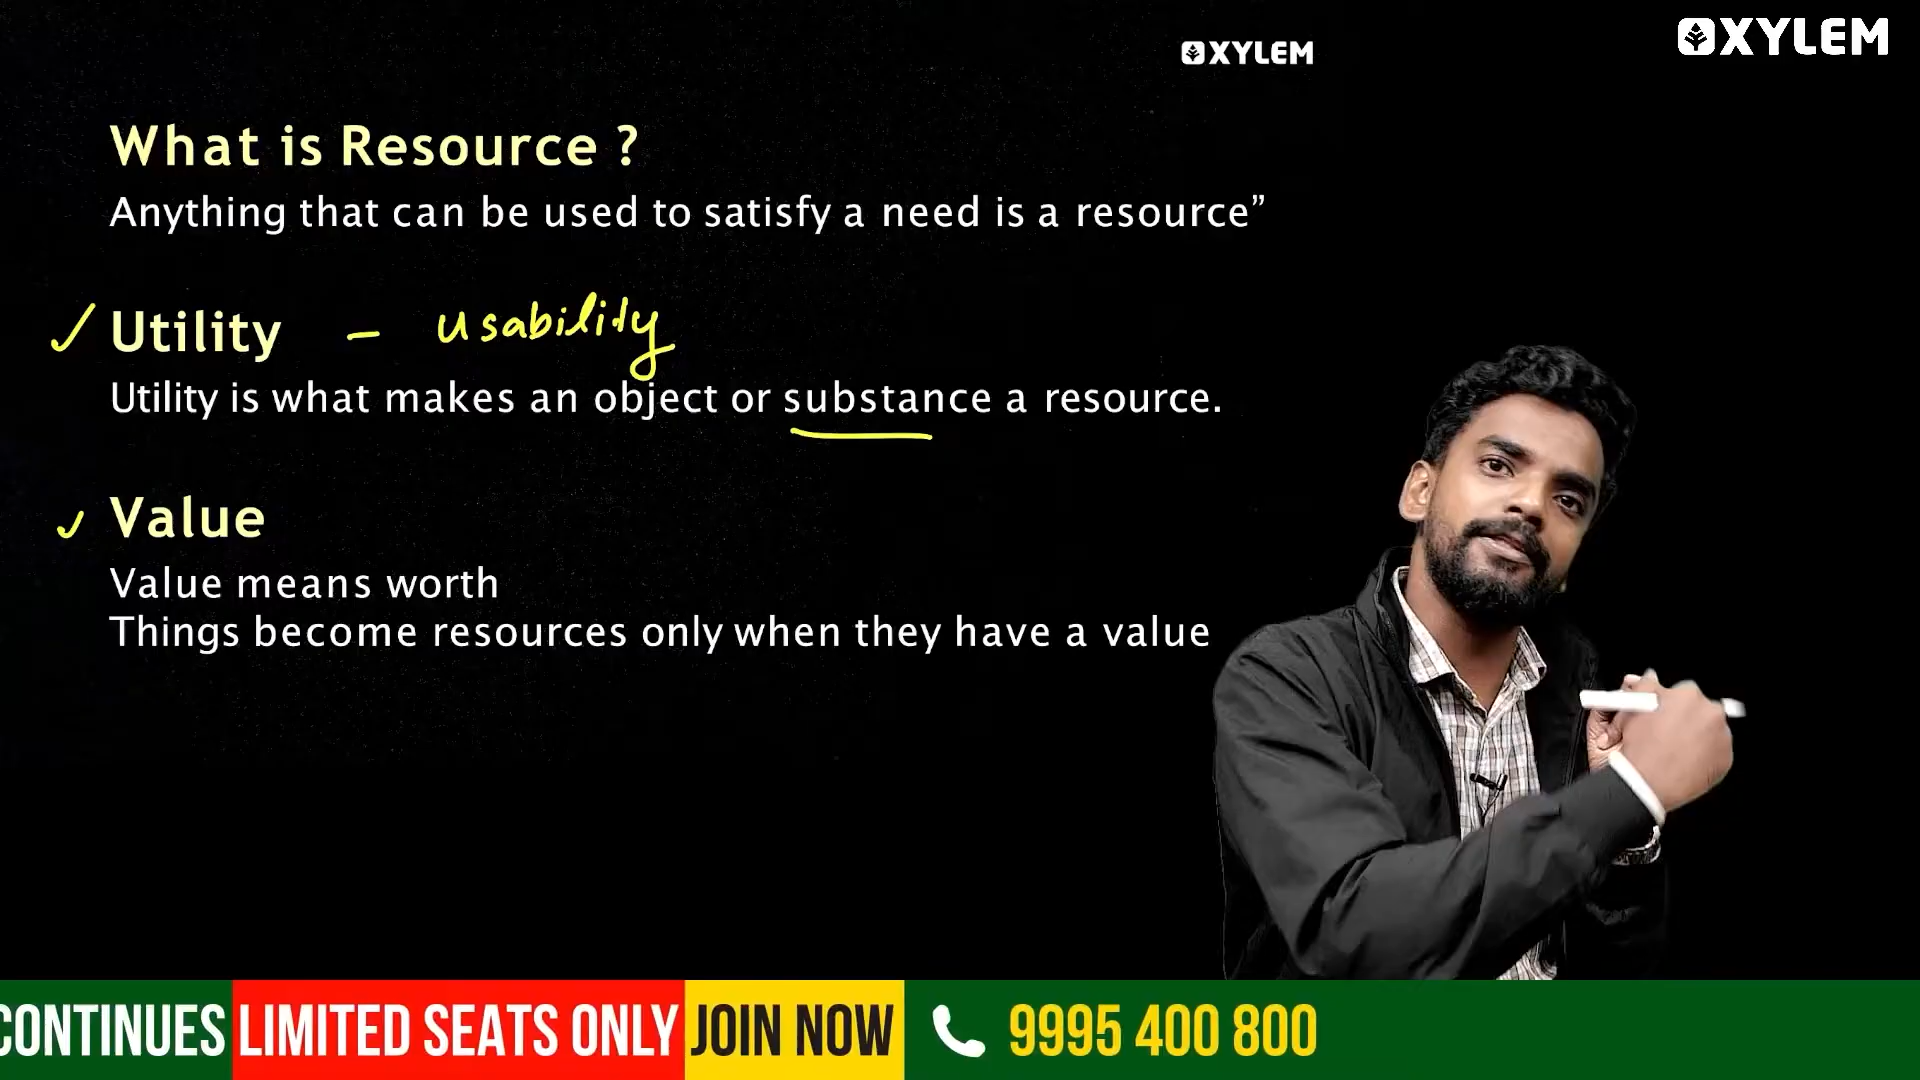 XYLEM
XYLEM
What is Resource ?
Anything that can be used to satisfy a need is a resource”
Utility - usability
Utility is what makes an object or substance a resource.
Value
Value means worth
Things become resources only when they have a value
CONTINUES LIMITED SEATS ONLY JOIN NOW 9995 400 800